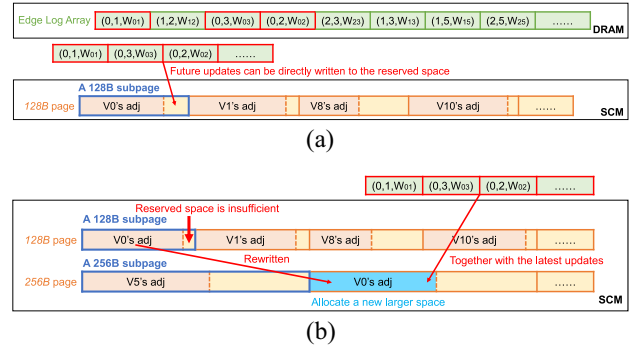 Edge Log Array (0,1,W01) (1,2,W12) (0,3,W03) (0,2,W02) (2,3,W23) (1,3,W13) (1,5,W15) (2,5,W25) ......
DRAM
(0,1,W01) (0,3,W03) (0,2,W02) ......
Future updates can be directly written to the reserved space
A 128B subpage
128B page V0's adj V1's adj V8's adj V10's adj ......
SCM
(a)
(0,1,W01) (0,3,W03) (0,2,W02) ......
Reserved space is insufficient
A 128B subpage
128B page V0's adj V1's adj V8's adj V10's adj ......
A 256B subpage Rewritten Together with the latest updates
256B page V5's adj V0's adj ......
Allocate a new larger space
SCM
(b)